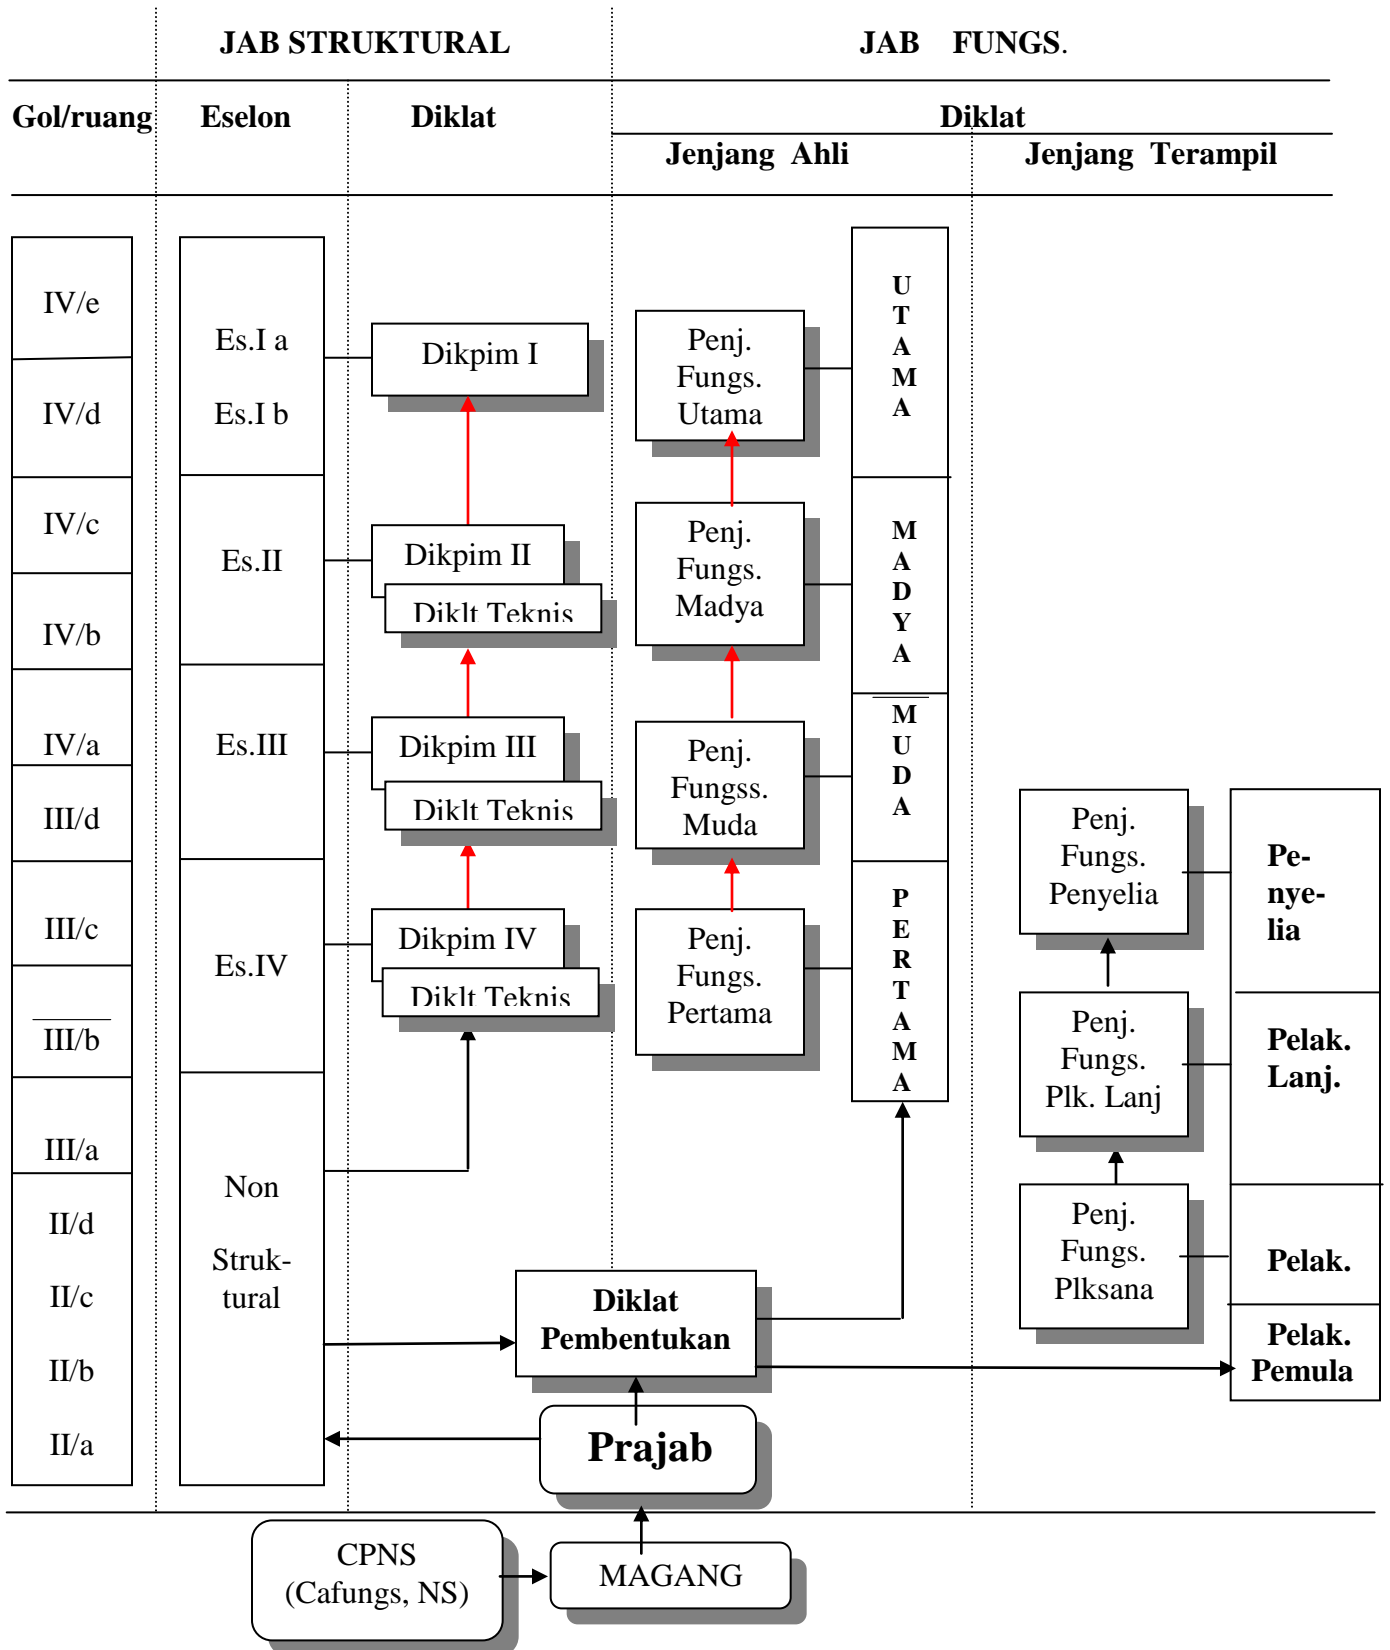 JAB STRUKTURAL
JAB FUNGS.
Gol/ruang
Eselon
Diklat
Diklat
Jenjang Ahli
Jenjang Terampil
IV/e
IV/d
IV/c
IV/b
IV/a
III/d
III/c
III/b
III/a
II/d
II/c
II/b
II/a
Es.I a
Es.I b
Es.II
Es.III
Es.IV
Non
Struk-
tural
Dikpim I
Dikpim II
Diklt Teknis
Dikpim III
Diklt Teknis
Dikpim IV
Diklt Teknis
Penj.
Fungs.
Utama
Penj.
Fungs.
Madya
Penj.
Fungss.
Muda
Penj.
Fungs.
Pertama
U
T
A
M
A
M
A
D
Y
A
M
U
D
A
P
E
R
T
A
M
A
Penj.
Fungs.
Penyelia
Penj.
Fungs.
Plk. Lanj
Penj.
Fungs.
Plksana
Pe-
nye-
lia
Pelak.
Lanj.
Pelak.
Pelak.
Pemula
Diklat
Pembentukan
Prajab
CPNS
(Cafungs, NS)
MAGANG